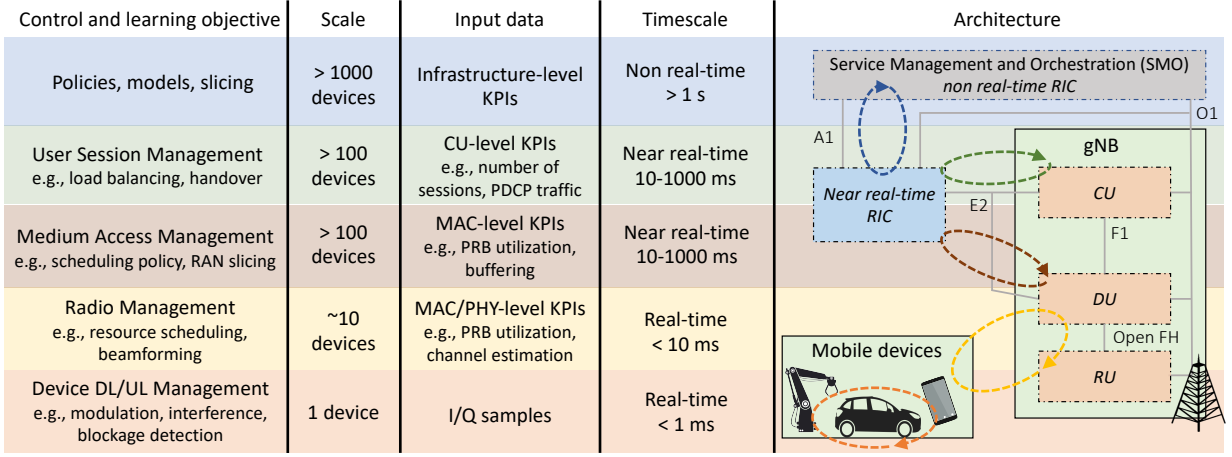 Control and learning objective
Scale
Input data
Timescale
Architecture
Policies, models, slicing
> 1000
devices
Infrastructure-level
KPIs
Non real-time
> 1 s
Service Management and Orchestration (SMO)
non real-time RIC
A1
O1
User Session Management
e.g., load balancing, handover
> 100
devices
CU-level KPIs
e.g., number of
sessions, PDCP traffic
Near real-time
10-1000 ms
Near real-time
RIC
gNB
CU
E2
F1
Medium Access Management
e.g., scheduling policy, RAN slicing
> 100
devices
MAC-level KPIs
e.g., PRB utilization,
buffering
Near real-time
10-1000 ms
Radio Management
e.g., resource scheduling,
beamforming
~10
devices
MAC/PHY-level KPIs
e.g., PRB utilization,
channel estimation
Real-time
< 10 ms
DU
Open FH
Mobile devices
RU
Device DL/UL Management
e.g., modulation, interference,
blockage detection
1 device
I/Q samples
Real-time
< 1 ms